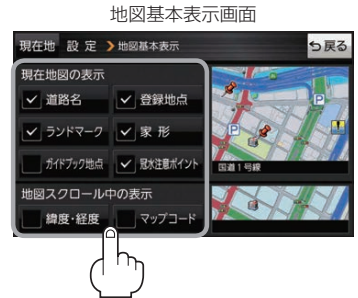 地図基本表示画面
現在地 設定 地図基本表示 戻る
現在地図の表示
道路名 登録地点
ランドマーク 家形
ガイドブック地点 冠水注意ポイント
国道1号線
地図スクロール中の表示
緯度・経度 マップコード
P
P